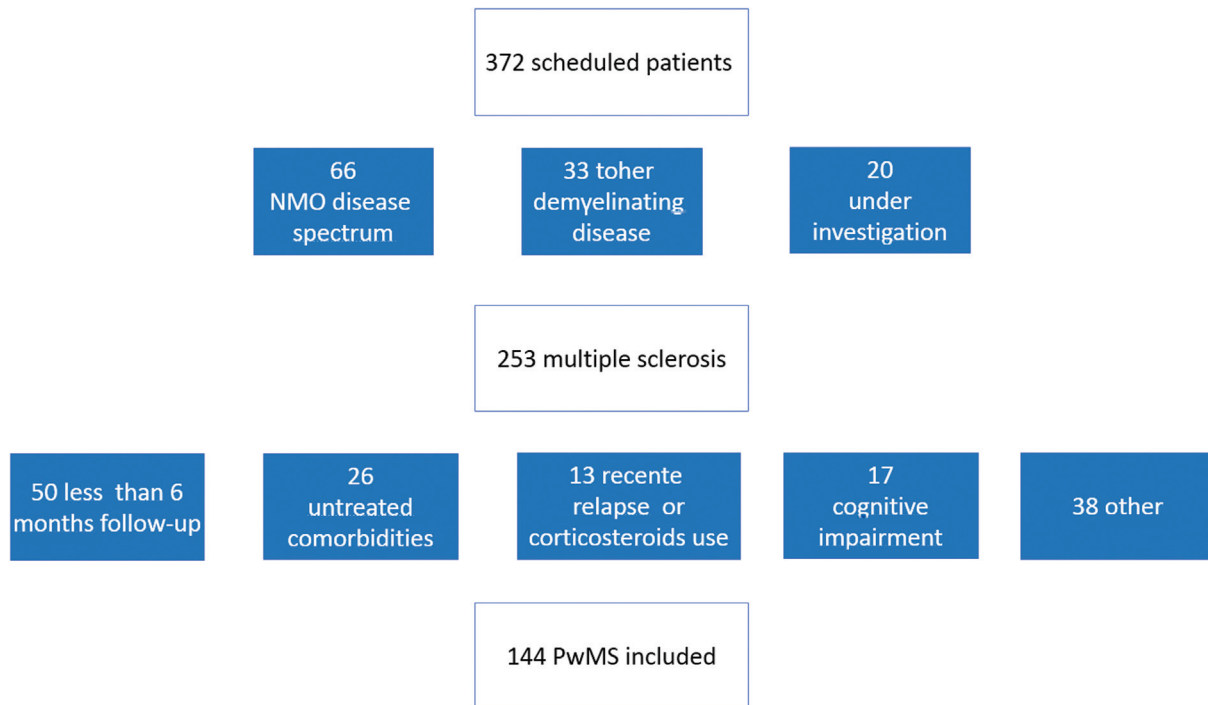 372 scheduled patients
66
NMO disease
spectrum
33 toher
demyelinating
disease
20
under
investigation
253 multiple sclerosis
50 less than 6
months follow-up
26
untreated
comorbidities
13 recente
relapse or
corticosteroids use
17
cognitive
impairment
38 other
144 PwMS included